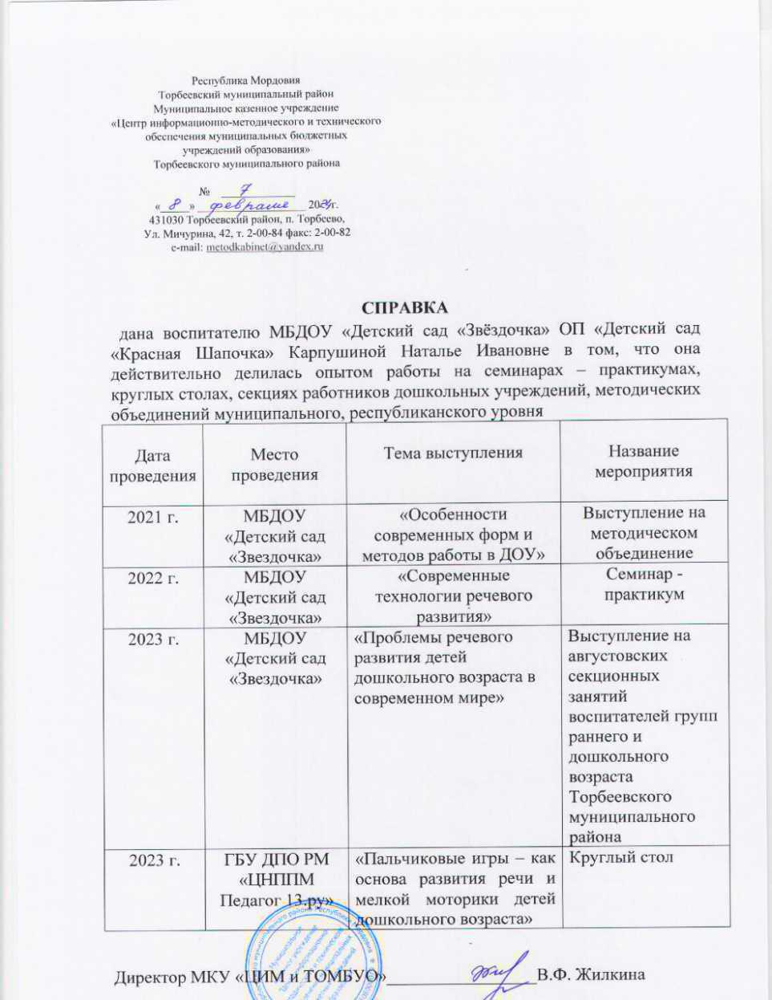 Республика Мордовия
Торбеевский муниципальный район
Муниципальное казенное учреждение
«Центр информационно-методического и технического
обеспечения муниципальных бюджетных
учреждений образования»
Торбеевского муниципального района
№ 7
« 8 » февраля 2024г.
431030 Торбеевский район, п. Торбеево,
Ул. Мичурина, 42, т. 2-00-84 факс: 2-00-82
e-mail: metodkabinet@yandex.ru
СПРАВКА
дана воспитателю МБДОУ «Детский сад «Звёздочка» ОП «Детский сад
«Красная Шапочка» Карпушиной Наталье Ивановне в том, что она
действительно делилась опытом работы на семинарах – практикумах,
круглых столах, секциях работников дошкольных учреждений, методических
объединений муниципального, республиканского уровня
Дата
проведения
Место
проведения
Тема выступления
Название
мероприятия
2021 г.
МБДОУ
«Детский сад
«Звездочка»
«Особенности
современных форм и
методов работы в ДОУ»
Выступление на
методическом
объединение
2022 г.
МБДОУ
«Детский сад
«Звездочка»
«Современные
технологии речевого
развития»
Семинар -
практикум
2023 г.
МБДОУ
«Детский сад
«Звездочка»
«Проблемы речевого
развития детей
дошкольного возраста в
современном мире»
Выступление на
августовских
секционных
занятий
воспитателей групп
раннего и
дошкольного
возраста
Торбеевского
муниципального
района
2023 г.
ГБУ ДПО РМ
«ЦНППМ
Педагог 13.ру»
«Пальчиковые игры – как
основа развития речи и
мелкой моторики детей
дошкольного возраста»
Круглый стол
Директор МКУ «ЦИМ и ТОМБУО» В.Ф. Жилкина